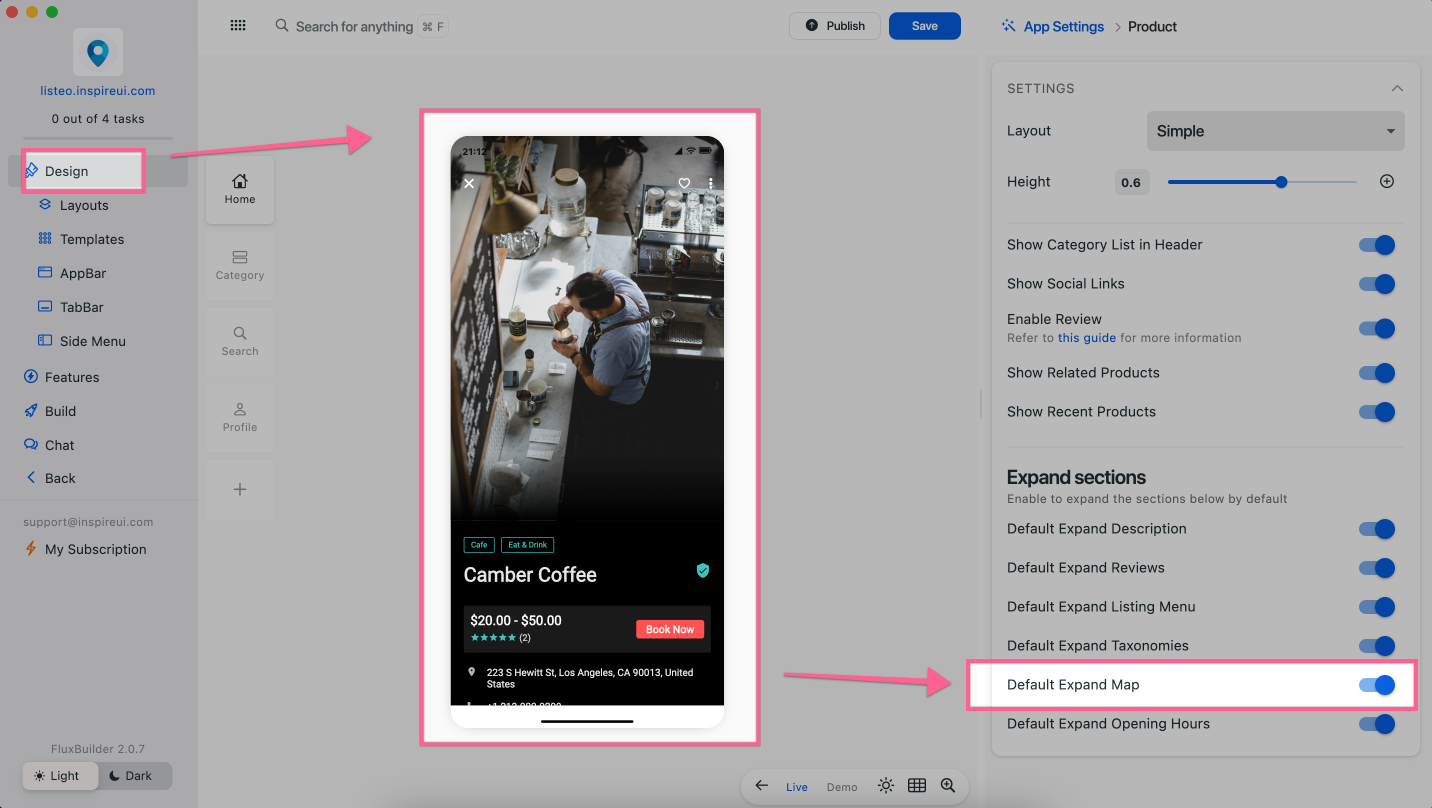 Search for anything
⌘ F
Publish
Save
App Settings > Product
listeo.inspireui.com
0 out of 4 tasks
Design
Layouts
Templates
AppBar
TabBar
Side Menu
Features
Build
Chat
Back
support@inspireui.com
My Subscription
FluxBuilder 2.0.7
Light
Dark
Home
Category
Search
Profile
21:12
Cafe
Eat & Drink
Camber Coffee
$20.00 - $50.00
(2)
Book Now
223 S Hewitt St, Los Angeles, CA 90013, United
States
Live
Demo
SETTINGS
Layout
Simple
Height
0.6
Show Category List in Header
Show Social Links
Enable Review
Refer to this guide for more information
Show Related Products
Show Recent Products
Expand sections
Enable to expand the sections below by default
Default Expand Description
Default Expand Reviews
Default Expand Listing Menu
Default Expand Taxonomies
Default Expand Map
Default Expand Opening Hours